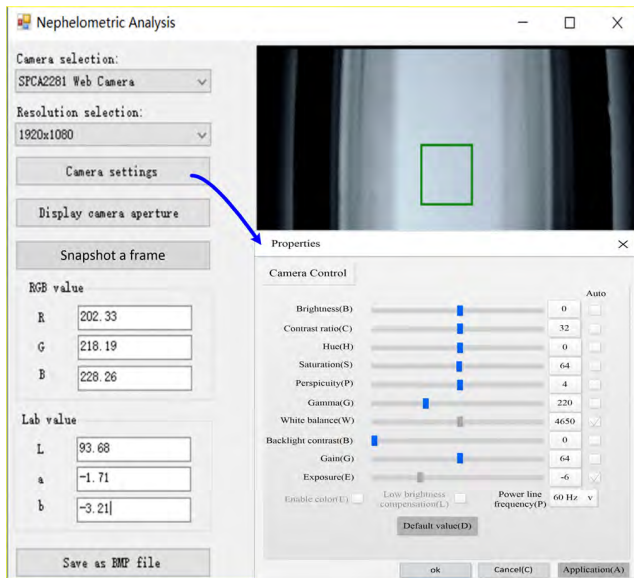 Nephelometric Analysis
Camera selection:
SPCA2281 Web Camera
Resolution selection:
1920x1080
Camera settings
Display camera aperture
Snapshot a frame
RGB value
R 202.33
G 218.19
B 228.26
Lab value
L 93.68
a -1.71
b -3.21
Save as BMP file
Properties
Camera Control
Auto
Brightness(B) 0
Contrast ratio(C) 32
Hue(H) 0
Saturation(S) 64
Perspicuity(P) 4
Gamma(G) 220
White balance(W) 4650
Backlight contrast(B) 0
Gain(G) 64
Exposure(E) -6
Enable color(E)
Low brightness
compensation(L)
Power line
frequency(P) 60 Hz v
Default value(D)
ok Cancel(C) Application(A)